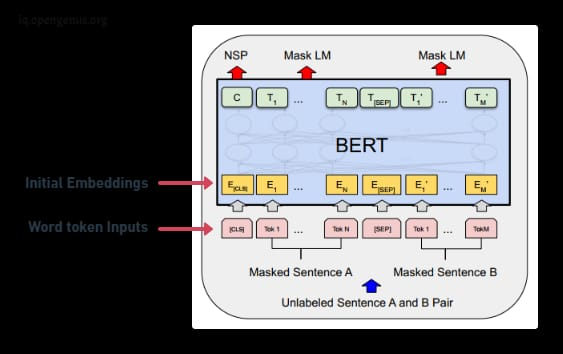 iq.opengenus.org
NSP Mask LM Mask LM
C T1 ... TN T[SEP] T1' ... TM'
BERT
Initial Embeddings E[CLS] E1 ... EN E[SEP] E1' ... EM'
Word token Inputs [CLS] Tok 1 ... Tok N [SEP] Tok 1 ... TokM
Masked Sentence A Masked Sentence B
Unlabeled Sentence A and B Pair